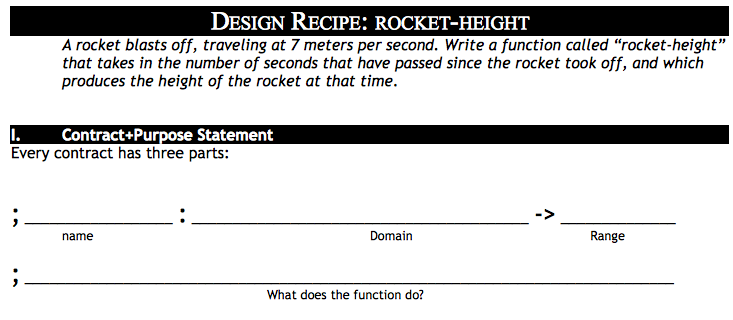 DESIGN RECIPE: ROCKET-HEIGHT
A rocket blasts off, traveling at 7 meters per second. Write a function called “rocket-height”
that takes in the number of seconds that have passed since the rocket took off, and which
produces the height of the rocket at that time.
I. Contract+Purpose Statement
Every contract has three parts:
; ____________ : ____________________________ -> __________
name Domain Range
; ______________________________________________________
What does the function do?